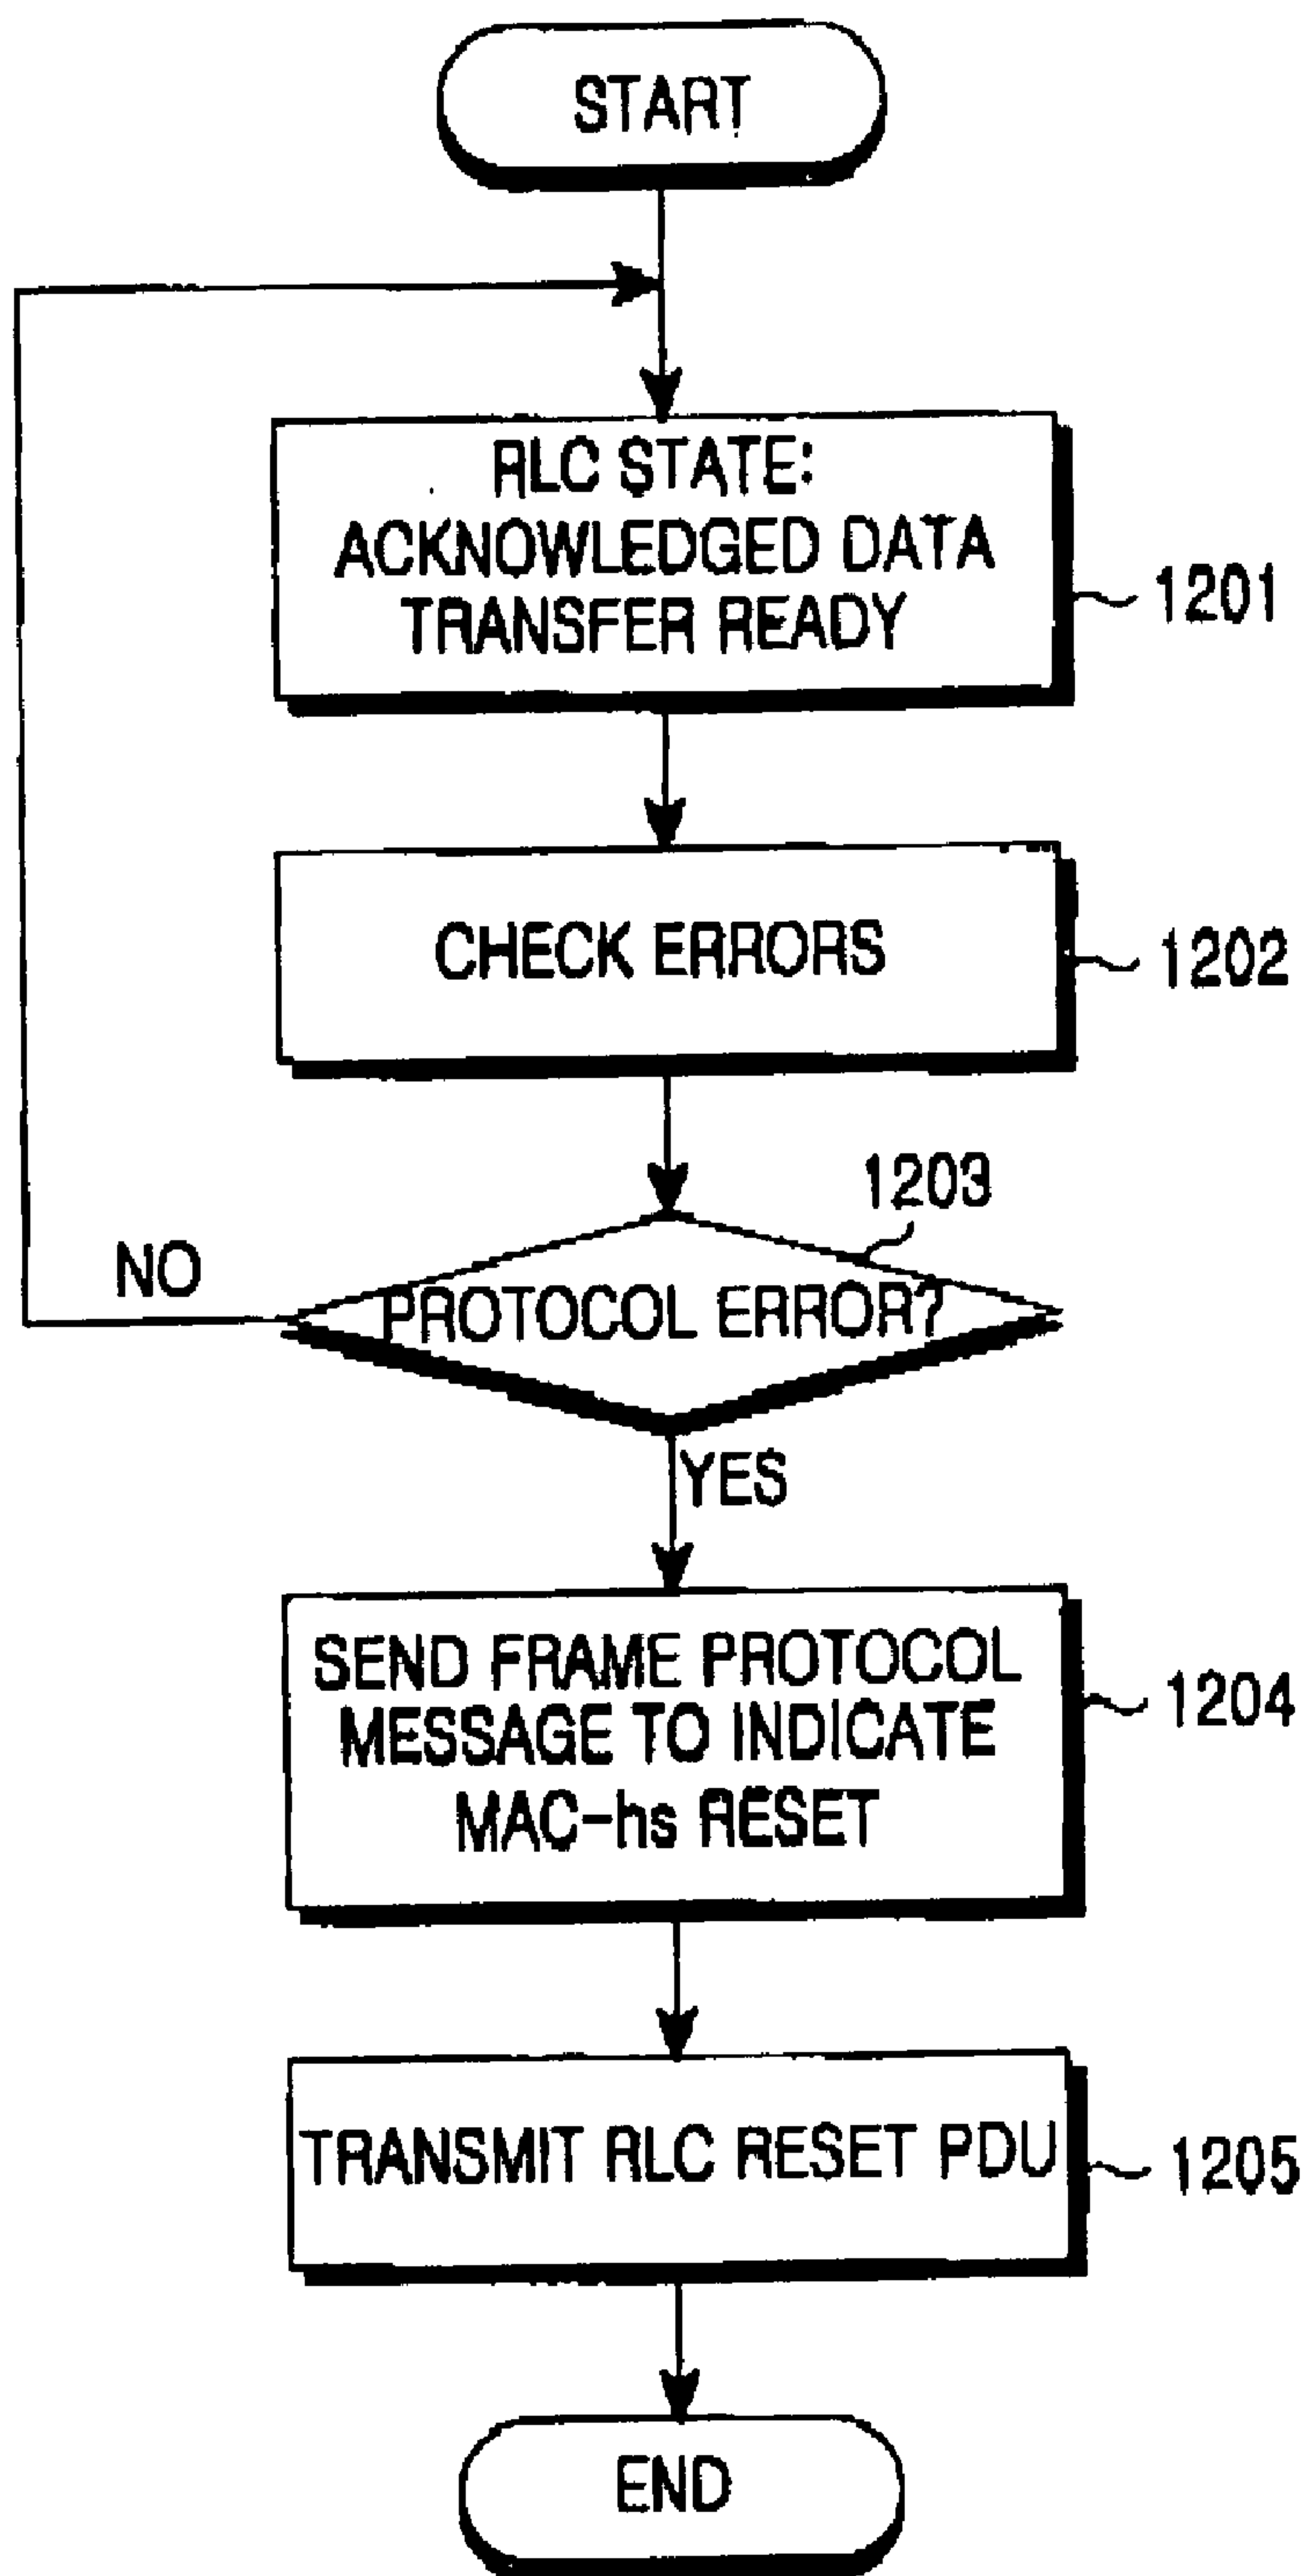 START
RLC STATE:
ACKNOWLEDGED DATA
TRANSFER READY
1201
CHECK ERRORS
1202
1203
PROTOCOL ERROR?
NO
YES
SEND FRAME PROTOCOL
MESSAGE TO INDICATE
MAC-hs RESET
1204
TRANSMIT RLC RESET PDU
1205
END